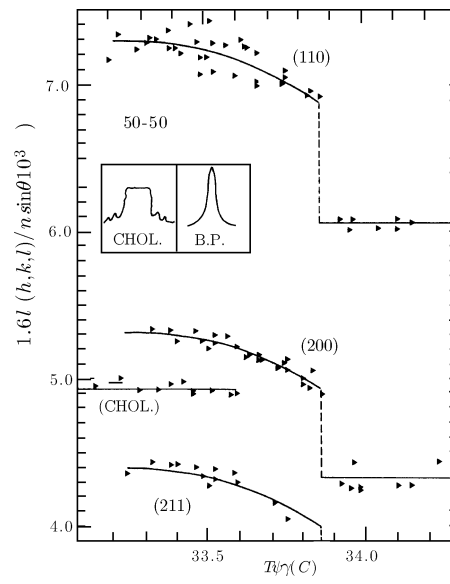 1.6l (h,k,l)/n sinθ10³ )
7.0
(110)
50-50
CHOL.
B.P.
6.0
(200)
5.0
(CHOL.)
(211)
4.0
33.5
34.0
Tψγ(C)